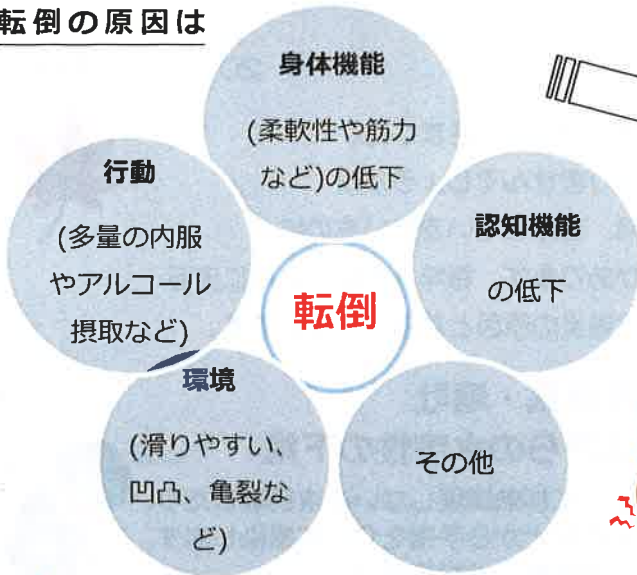 転倒の原因は
身体機能
(柔軟性や筋力
など)の低下
行動
(多量の内服
やアルコール
摂取など)
認知機能
の低下
転倒
環境
(滑りやすい、
凹凸、亀裂な
ど)
その他